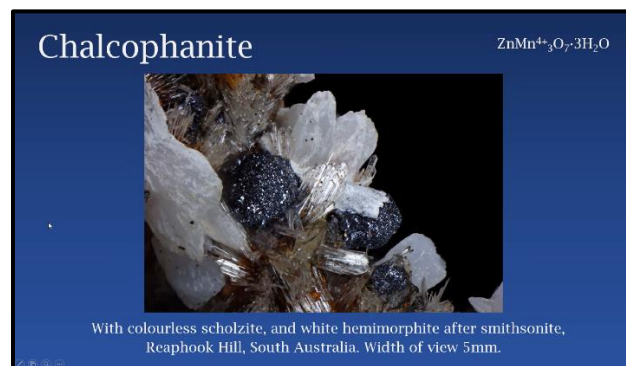 Chalcophanite
ZnMn⁴⁺₃O₇·3H₂O
With colourless scholzite, and white hemimorphite after smithsonite,
Reaphook Hill, South Australia. Width of view 5mm.